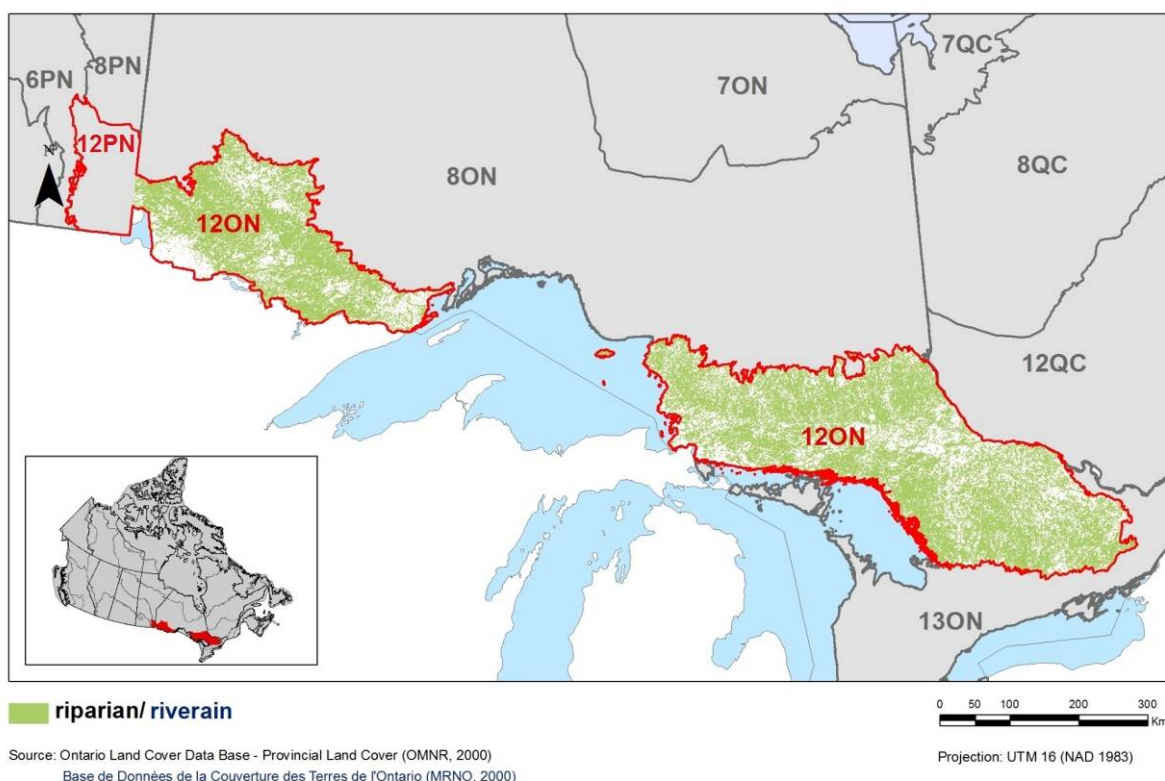 7QC
6PN
8PN
7ON
12PN
N
8ON
8QC
12ON
12QC
12ON
13ON
riparian/ riverain
0 50 100 200 300
Km
Source: Ontario Land Cover Data Base - Provincial Land Cover (OMNR, 2000)
Base de Données de la Couverture des Terres de l'Ontario (MRNO, 2000)
Projection: UTM 16 (NAD 1983)